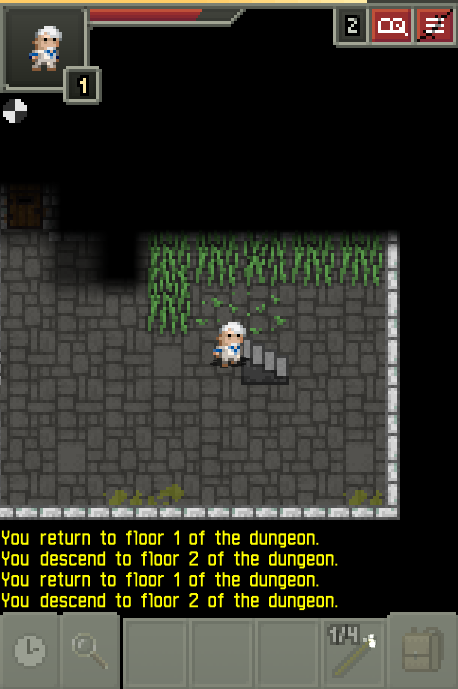 2
1
You return to floor 1 of the dungeon.
You descend to floor 2 of the dungeon.
You return to floor 1 of the dungeon.
You descend to floor 2 of the dungeon.
1/4